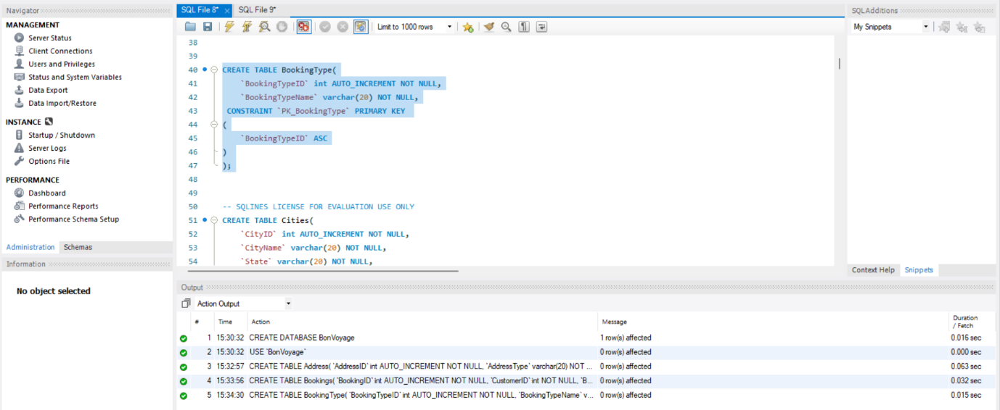 Navigator
MANAGEMENT
Server Status
Client Connections
Users and Privileges
Status and System Variables
Data Export
Data Import/Restore
INSTANCE
Startup / Shutdown
Server Logs
Options File
PERFORMANCE
Dashboard
Performance Reports
Performance Schema Setup
Administration Schemas
Information
No object selected
SQL File 8* x SQL File 9*
Limit to 1000 rows
38
39
40 CREATE TABLE BookingType(
41 `BookingTypeID` int AUTO_INCREMENT NOT NULL,
42 `BookingTypeName` varchar(20) NOT NULL,
43 CONSTRAINT `PK_BookingType` PRIMARY KEY
44 (
45 `BookingTypeID` ASC
46 )
47 );
48
49
50 -- SQLINES LICENSE FOR EVALUATION USE ONLY
51 CREATE TABLE Cities(
52 `CityID` int AUTO_INCREMENT NOT NULL,
53 `CityName` varchar(20) NOT NULL,
54 `State` varchar(20) NOT NULL,
SQLAdditions
My Snippets
Context Help Snippets
Output
Action Output
# Time Action Message Duration / Fetch
1 15:30:32 CREATE DATABASE BonVoyage 1 row(s) affected 0.016 sec
2 15:30:32 USE `BonVoyage` 0 row(s) affected 0.000 sec
3 15:32:57 CREATE TABLE Address( `AddressID` int AUTO_INCREMENT NOT NULL, `AddressType` varchar(20) NOT ... 0 row(s) affected 0.063 sec
4 15:33:56 CREATE TABLE Bookings( `BookingID` int AUTO_INCREMENT NOT NULL, `CustomerID` int NOT NULL, `B... 0 row(s) affected 0.032 sec
5 15:34:30 CREATE TABLE BookingType( `BookingTypeID` int AUTO_INCREMENT NOT NULL, `BookingTypeName` v... 0 row(s) affected 0.015 sec